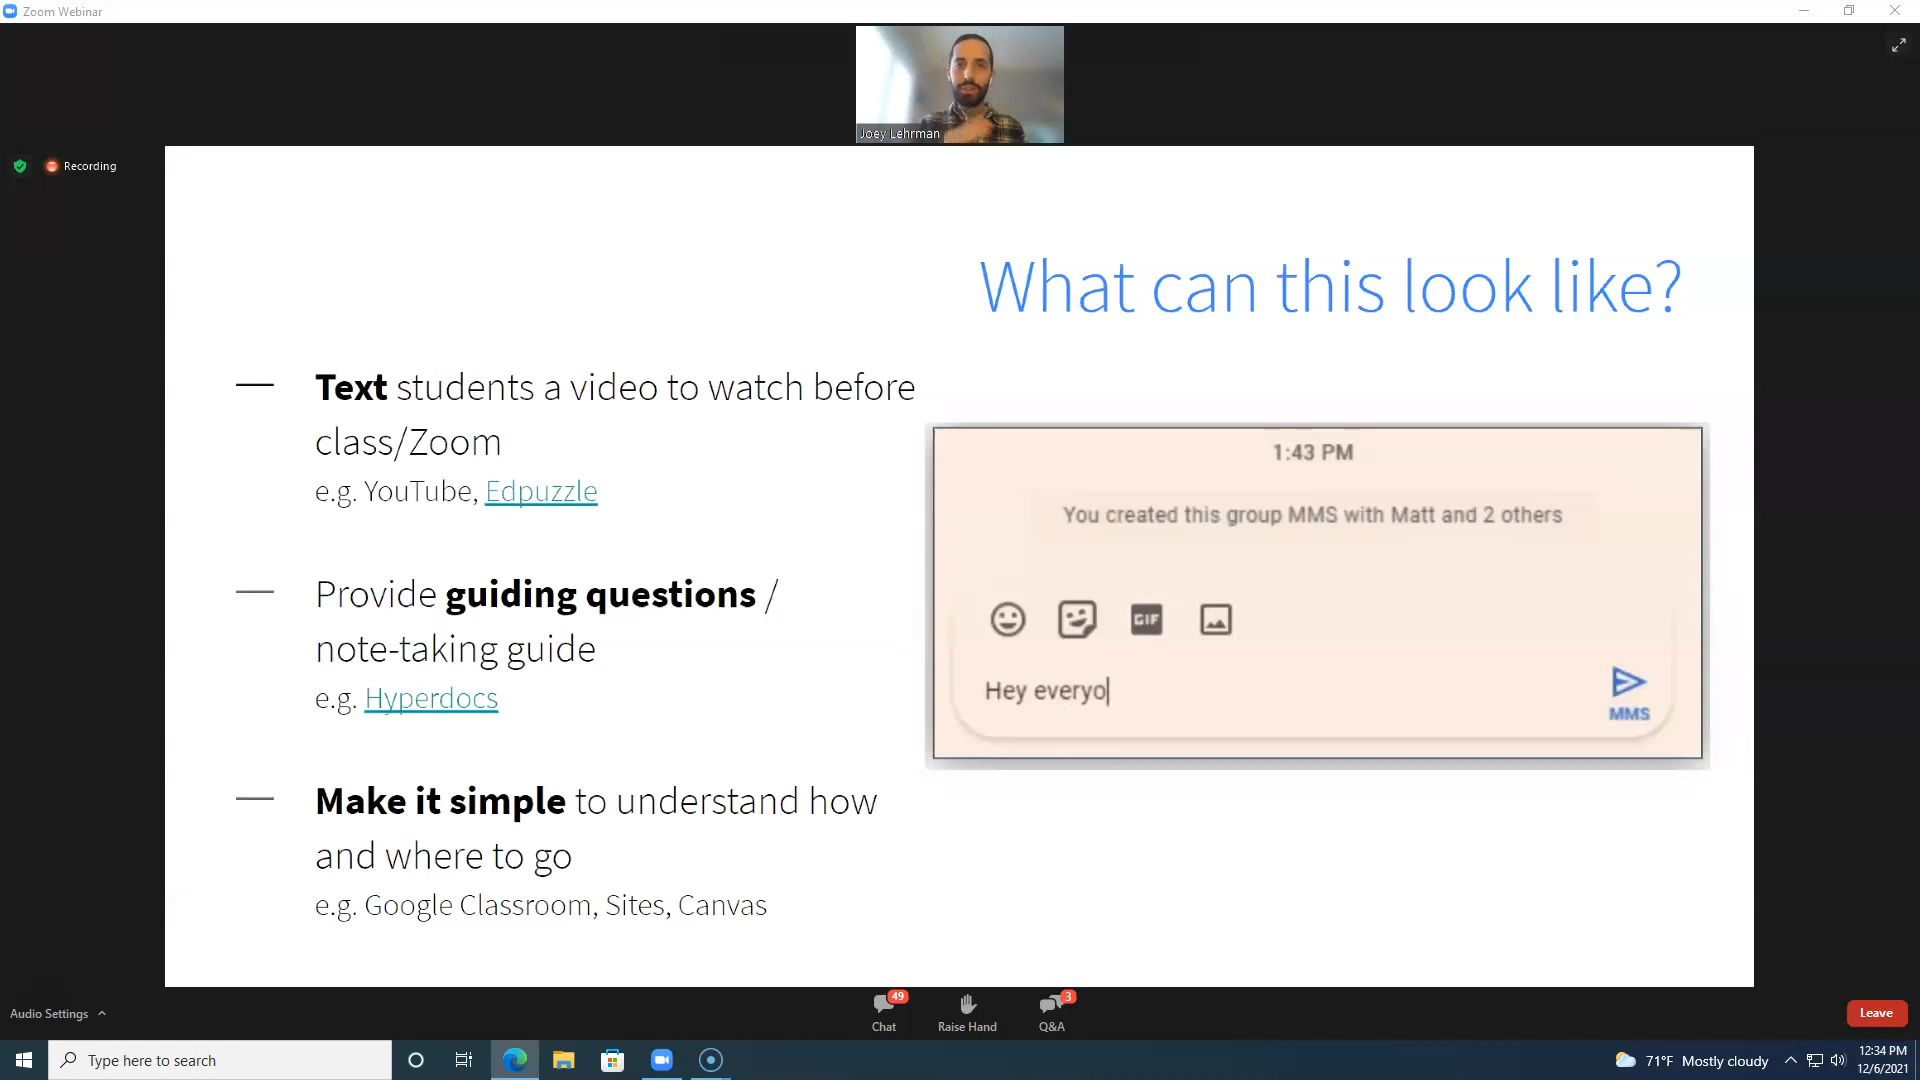 Zoom Webinar
Joey Lehrman
Recording
What can this look like?
Text students a video to watch before
class/Zoom
e.g. YouTube, Edpuzzle
Provide guiding questions /
note-taking guide
e.g. Hyperdocs
Make it simple to understand how
and where to go
e.g. Google Classroom, Sites, Canvas
1:43 PM
You created this group MMS with Matt and 2 others
GIF
Hey everyo
MMS
Audio Settings
49
Chat
Raise Hand
3
Q&A
Leave
Type here to search
71°F Mostly cloudy
12:34 PM
12/6/2021